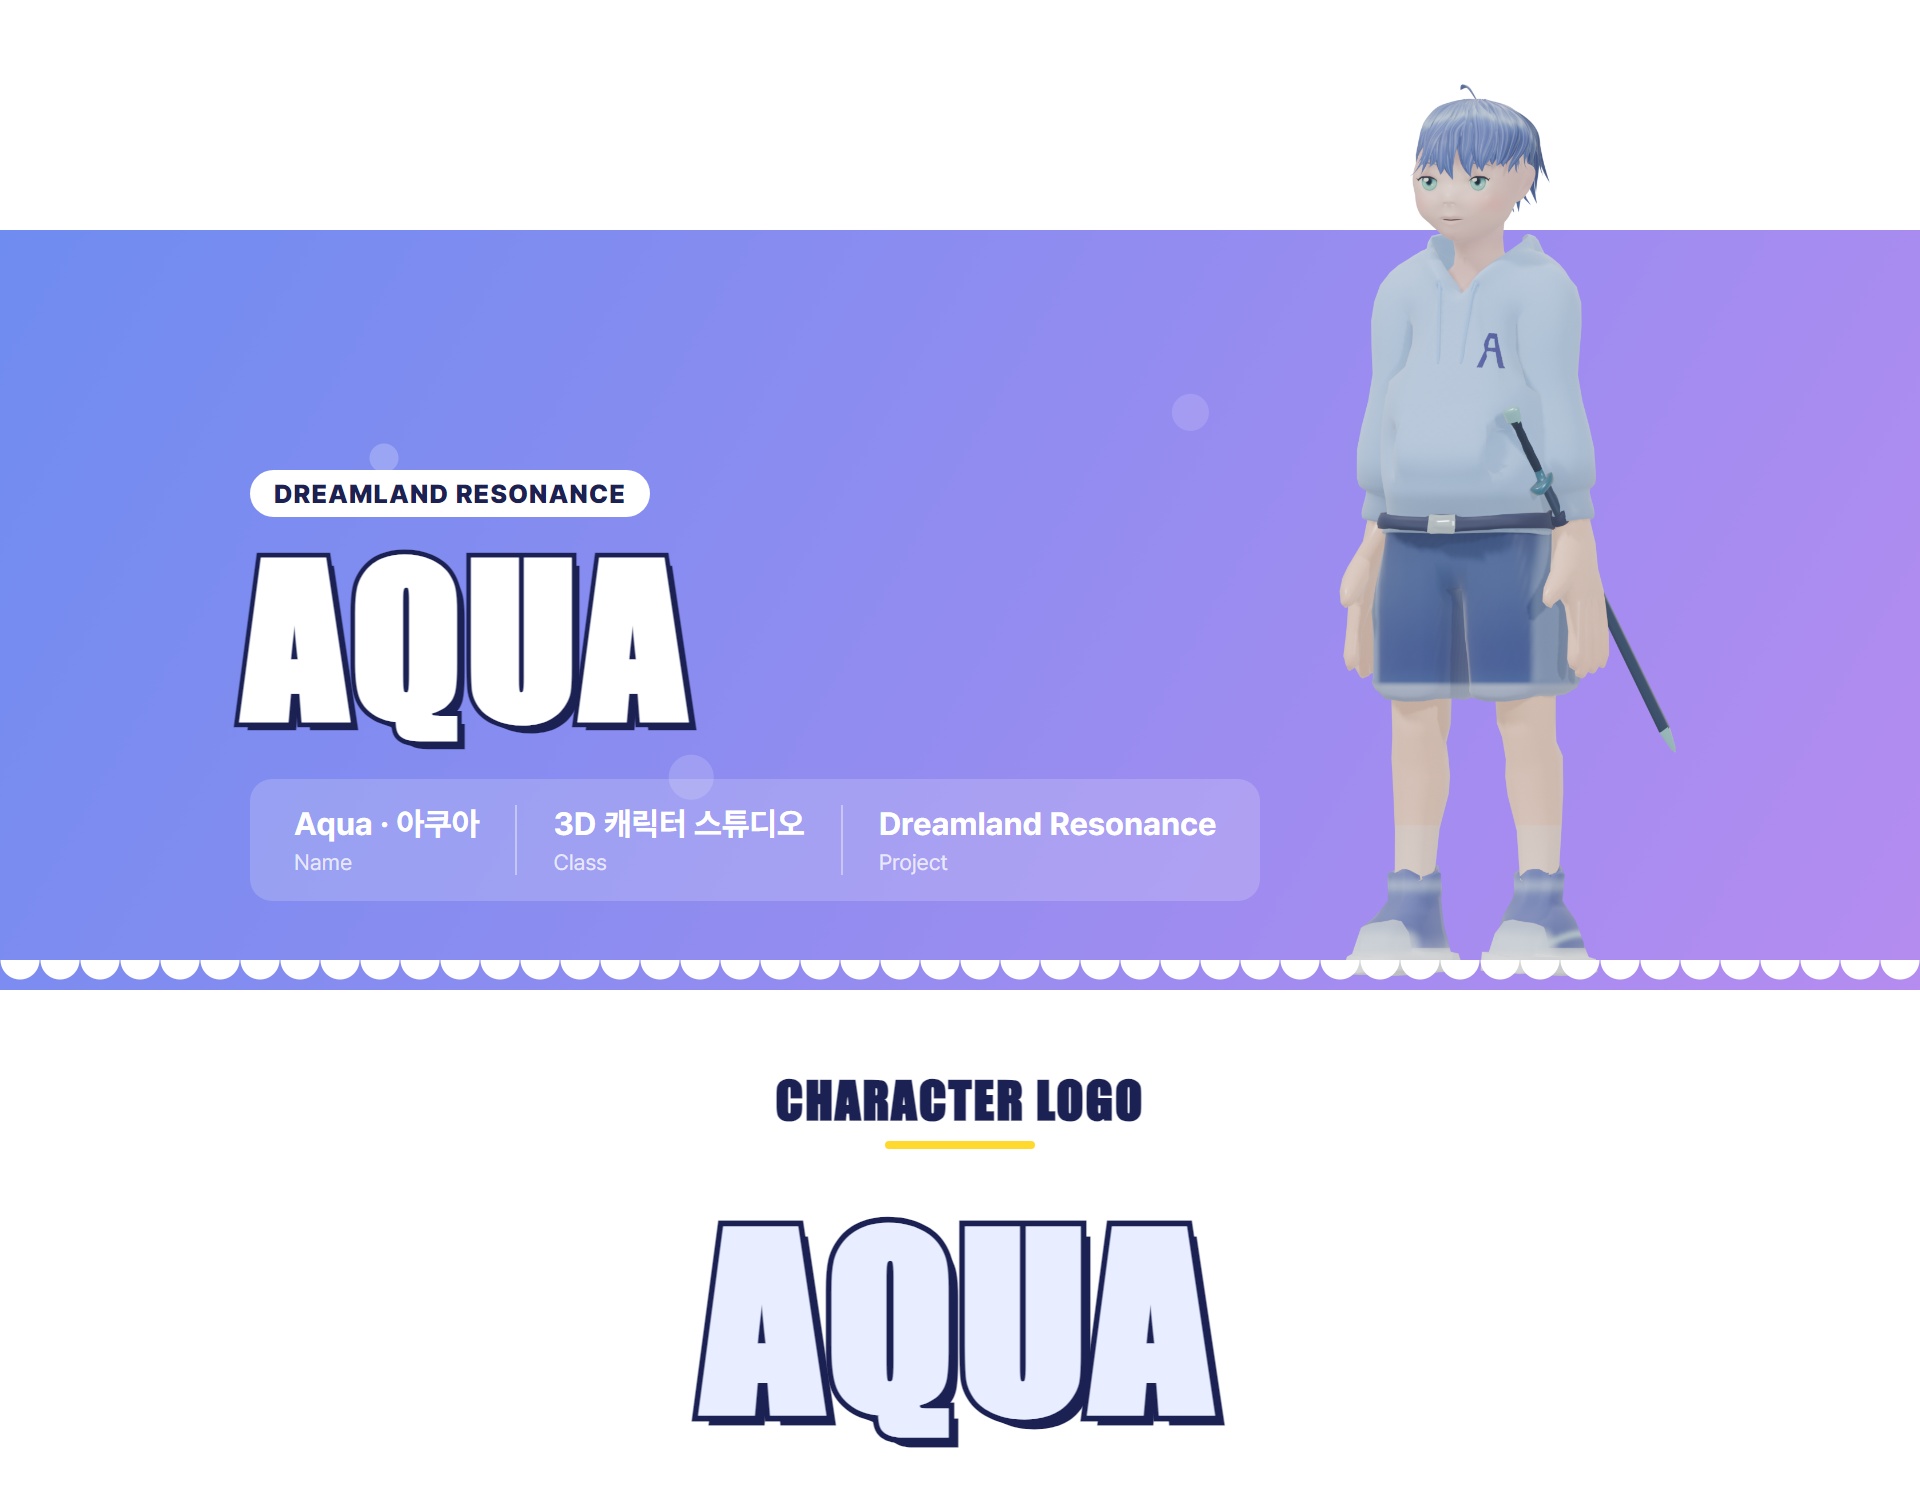 A
DREAMLAND RESONANCE
AQUA
Aqua · 아쿠아
Name
3D 캐릭터 스튜디오
Class
Dreamland Resonance
Project
CHARACTER LOGO
AQUA